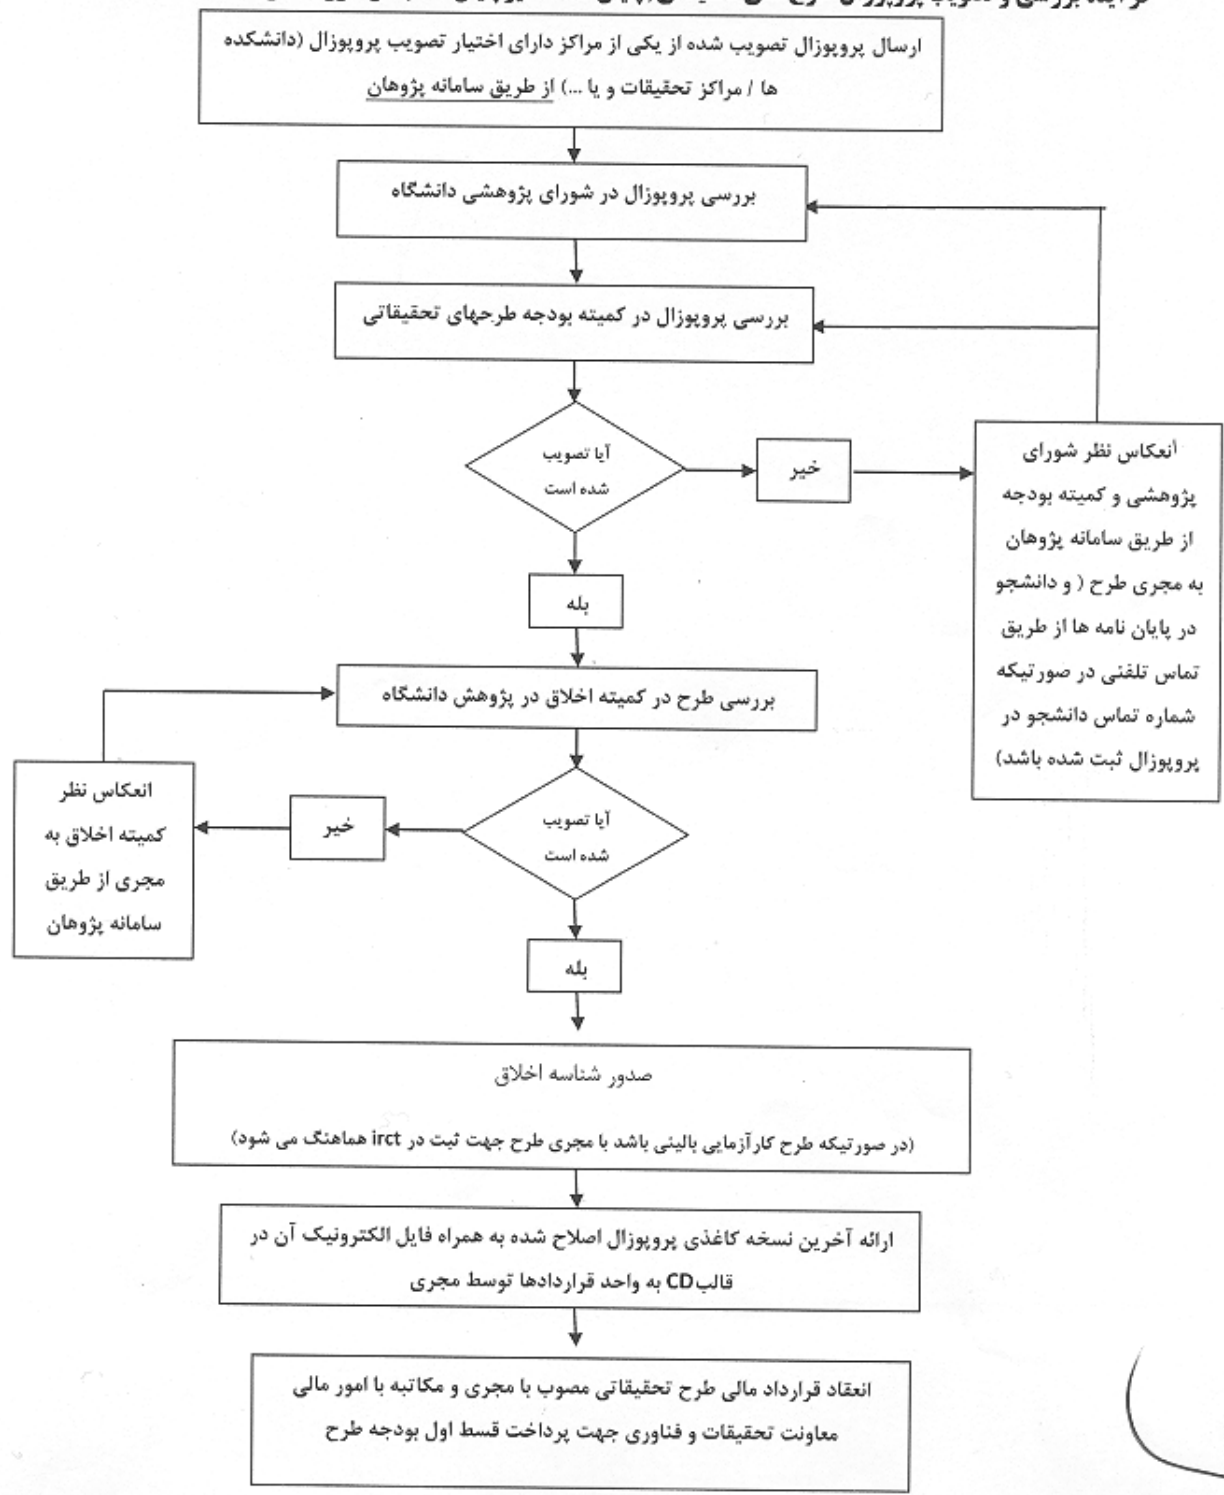 ارسال پروپوزال تصویب شده از یکی از مراکز دارای اختیار تصویب پروپوزال (دانشکده
ها / مراکز تحقیقات و یا ...) از طریق سامانه پژوهان
بررسی پروپوزال در شورای پژوهشی دانشگاه
بررسی پروپوزال در کمیته بودجه طرحهای تحقیقاتی
آیا تصویب
شده است
خیر
انعکاس نظر شورای
پژوهشی و کمیته بودجه
از طریق سامانه پژوهان
به مجری طرح ( و دانشجو
در پایان نامه ها از طریق
تماس تلفنی در صورتیکه
شماره تماس دانشجو در
پروپوزال ثبت شده باشد)
بله
بررسی طرح در کمیته اخلاق در پژوهش دانشگاه
آیا تصویب
شده است
خیر
انعکاس نظر
کمیته اخلاق به
مجری از طریق
سامانه پژوهان
بله
صدور شناسه اخلاق
(در صورتیکه طرح کارآزمایی بالینی باشد با مجری طرح جهت ثبت در irct هماهنگ می شود)
ارائه آخرین نسخه کاغذی پروپوزال اصلاح شده به همراه فایل الکترونیک آن در
قالبCD به واحد قراردادها توسط مجری
انعقاد قرارداد مالی طرح تحقیقاتی مصوب با مجری و مکاتبه با امور مالی
معاونت تحقیقات و فناوری جهت پرداخت قسط اول بودجه طرح